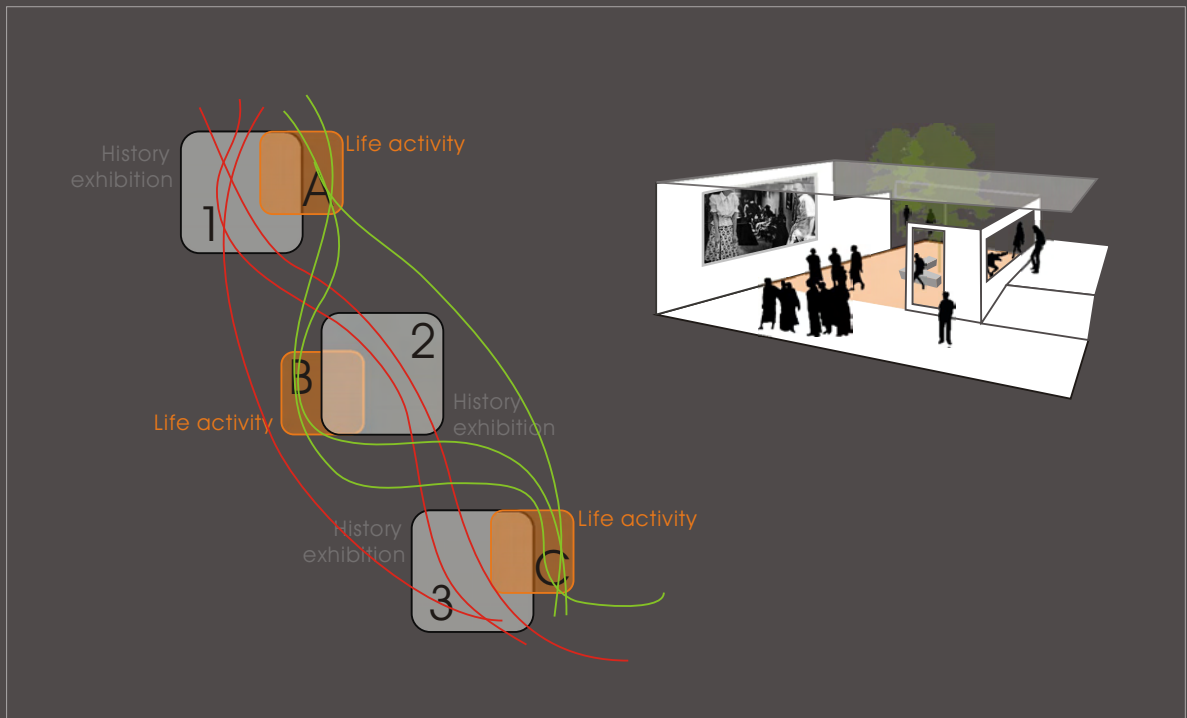 History
exhibition
Life activity
A
1
2
B
History
exhibition
Life activity
Life activity
History
exhibition
C
3